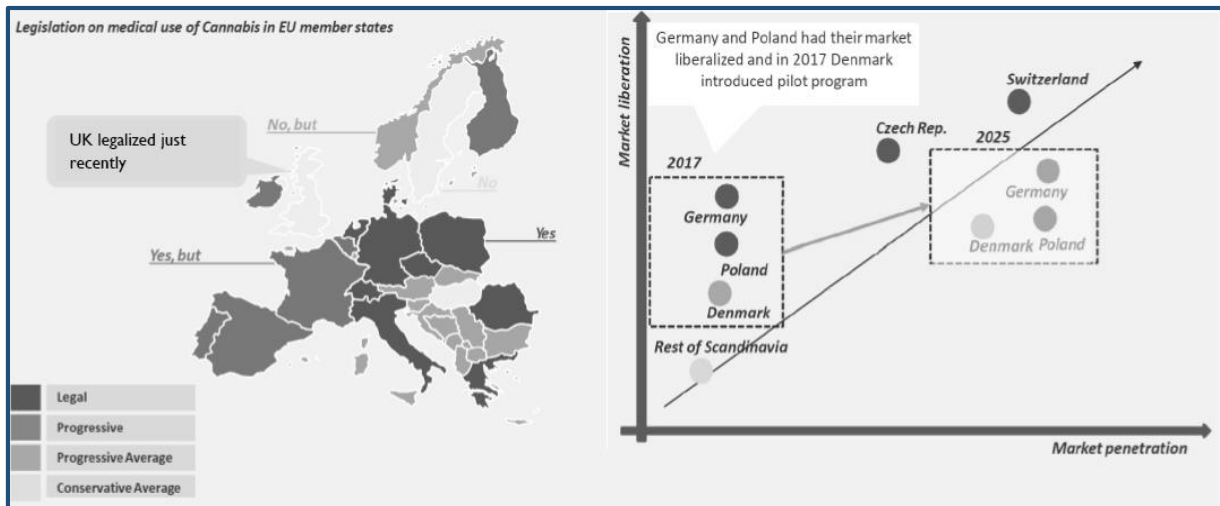 Legislation on medical use of Cannabis in EU member states
UK legalized just
recently
No, but
No
Yes
Yes, but
Legal
Progressive
Progressive Average
Conservative Average
Market liberation
Germany and Poland had their market
liberalized and in 2017 Denmark
introduced pilot program
Switzerland
Czech Rep.
2017
2025
Germany
Poland
Denmark
Germany
Denmark
Poland
Rest of Scandinavia
Market penetration